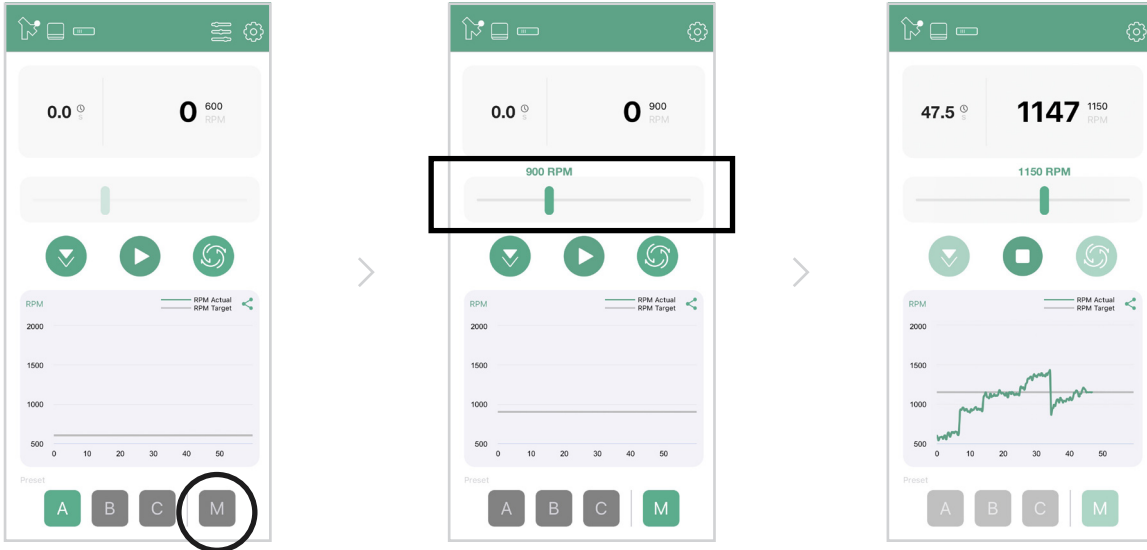 0.0 s
0 600 RPM
RPM
RPM Actual
RPM Target
2000
1500
1000
500
0 10 20 30 40 50
Preset
A B C M
0.0 s
0 900 RPM
900 RPM
RPM
RPM Actual
RPM Target
2000
1500
1000
500
0 10 20 30 40 50
Preset
A B C M
47.5 s
1147 1150 RPM
1150 RPM
RPM
RPM Actual
RPM Target
2000
1500
1000
500
0 10 20 30 40 50
Preset
A B C M